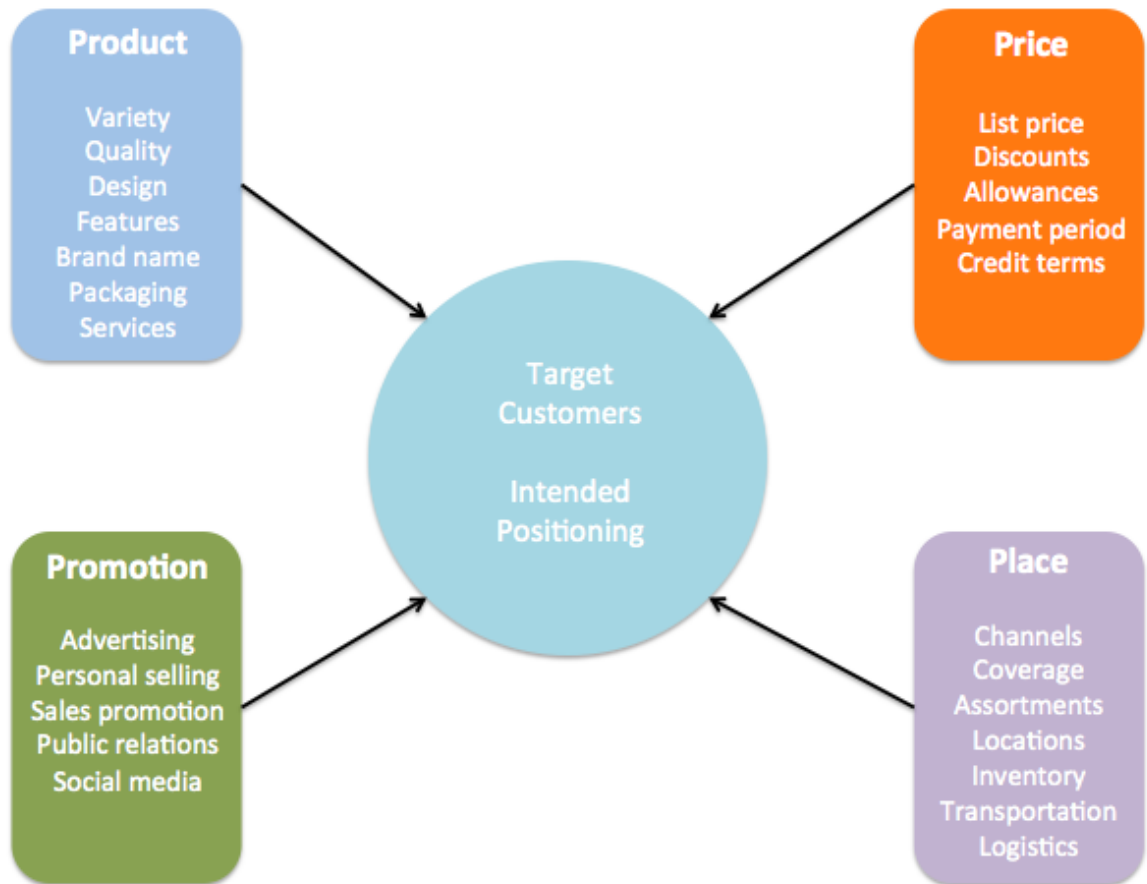 Product
Variety
Quality
Design
Features
Brand name
Packaging
Services
Price
List price
Discounts
Allowances
Payment period
Credit terms
Target
Customers
Intended
Positioning
Promotion
Advertising
Personal selling
Sales promotion
Public relations
Social media
Place
Channels
Coverage
Assortments
Locations
Inventory
Transportation
Logistics